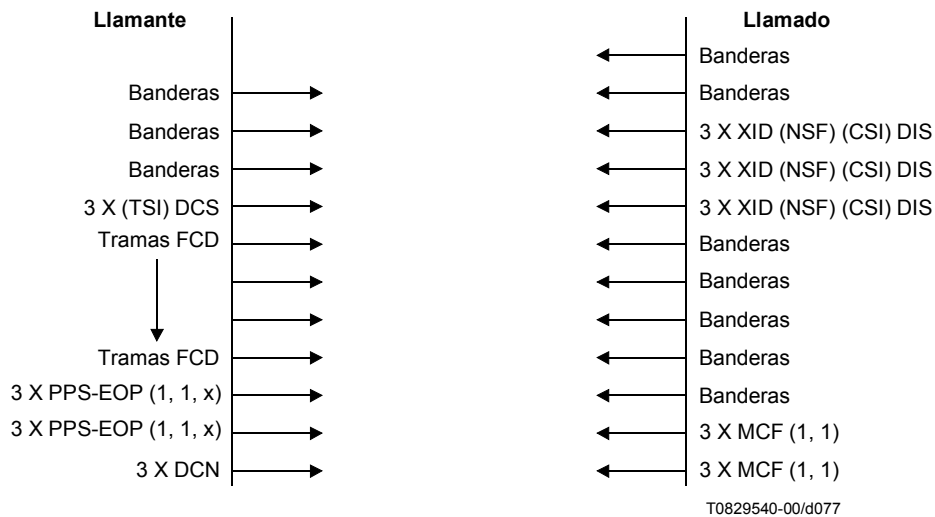 Llamante
Llamado
Banderas
Banderas
Banderas
Banderas
3 X XID (NSF) (CSI) DIS
Banderas
3 X XID (NSF) (CSI) DIS
3 X (TSI) DCS
3 X XID (NSF) (CSI) DIS
Tramas FCD
Banderas
Banderas
Banderas
Tramas FCD
Banderas
3 X PPS-EOP (1, 1, x)
Banderas
3 X PPS-EOP (1, 1, x)
3 X MCF (1, 1)
3 X DCN
3 X MCF (1, 1)
T0829540-00/d077